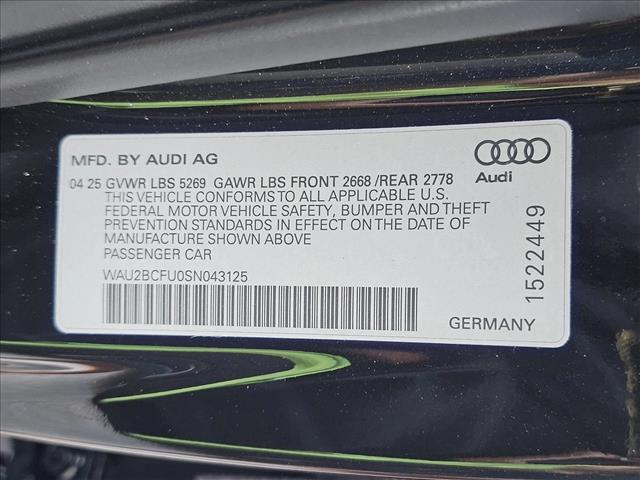 MFD. BY AUDI AG
Audi
04 25 GVWR LBS 5269 GAWR LBS FRONT 2668 /REAR 2778
THIS VEHICLE CONFORMS TO ALL APPLICABLE U.S.
FEDERAL MOTOR VEHICLE SAFETY, BUMPER AND THEFT
PREVENTION STANDARDS IN EFFECT ON THE DATE OF
MANUFACTURE SHOWN ABOVE
PASSENGER CAR
WAU2BCFU0SN043125
GERMANY
1522449